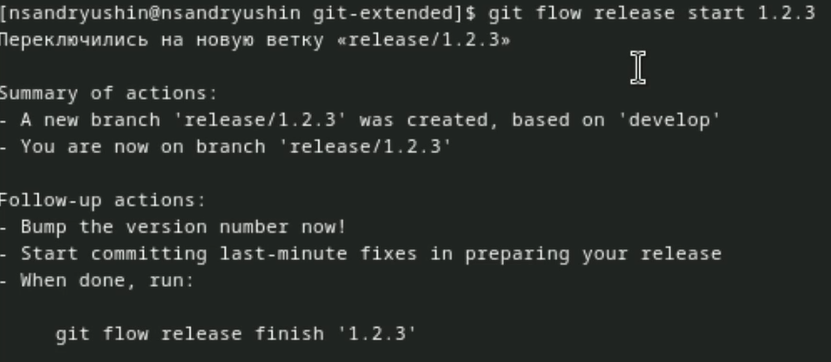 [nsandryushin@nsandryushin git-extended]$ git flow release start 1.2.3
Переключились на новую ветку «release/1.2.3»
Summary of actions:
- A new branch 'release/1.2.3' was created, based on 'develop'
- You are now on branch 'release/1.2.3'
Follow-up actions:
- Bump the version number now!
- Start committing last-minute fixes in preparing your release
- When done, run:
git flow release finish '1.2.3'